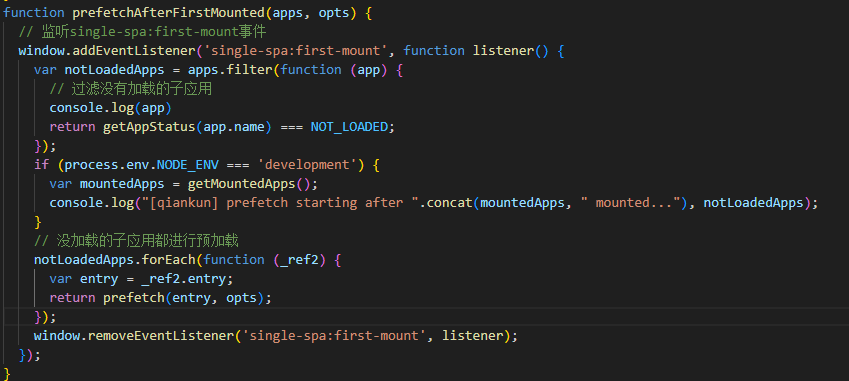 function prefetchAfterFirstMounted(apps, opts) {
  // 监听single-spa:first-mount事件
  window.addEventListener('single-spa:first-mount', function listener() {
    var notLoadedApps = apps.filter(function (app) {
      // 过滤没有加载的子应用
      console.log(app)
      return getAppStatus(app.name) === NOT_LOADED;
    });
    if (process.env.NODE_ENV === 'development') {
      var mountedApps = getMountedApps();
      console.log("[qiankun] prefetch starting after ".concat(mountedApps, " mounted..."), notLoadedApps);
    }
    // 没加载的子应用都进行预加载
    notLoadedApps.forEach(function (_ref2) {
      var entry = _ref2.entry;
      return prefetch(entry, opts);
    });
    window.removeEventListener('single-spa:first-mount', listener);
  });
}